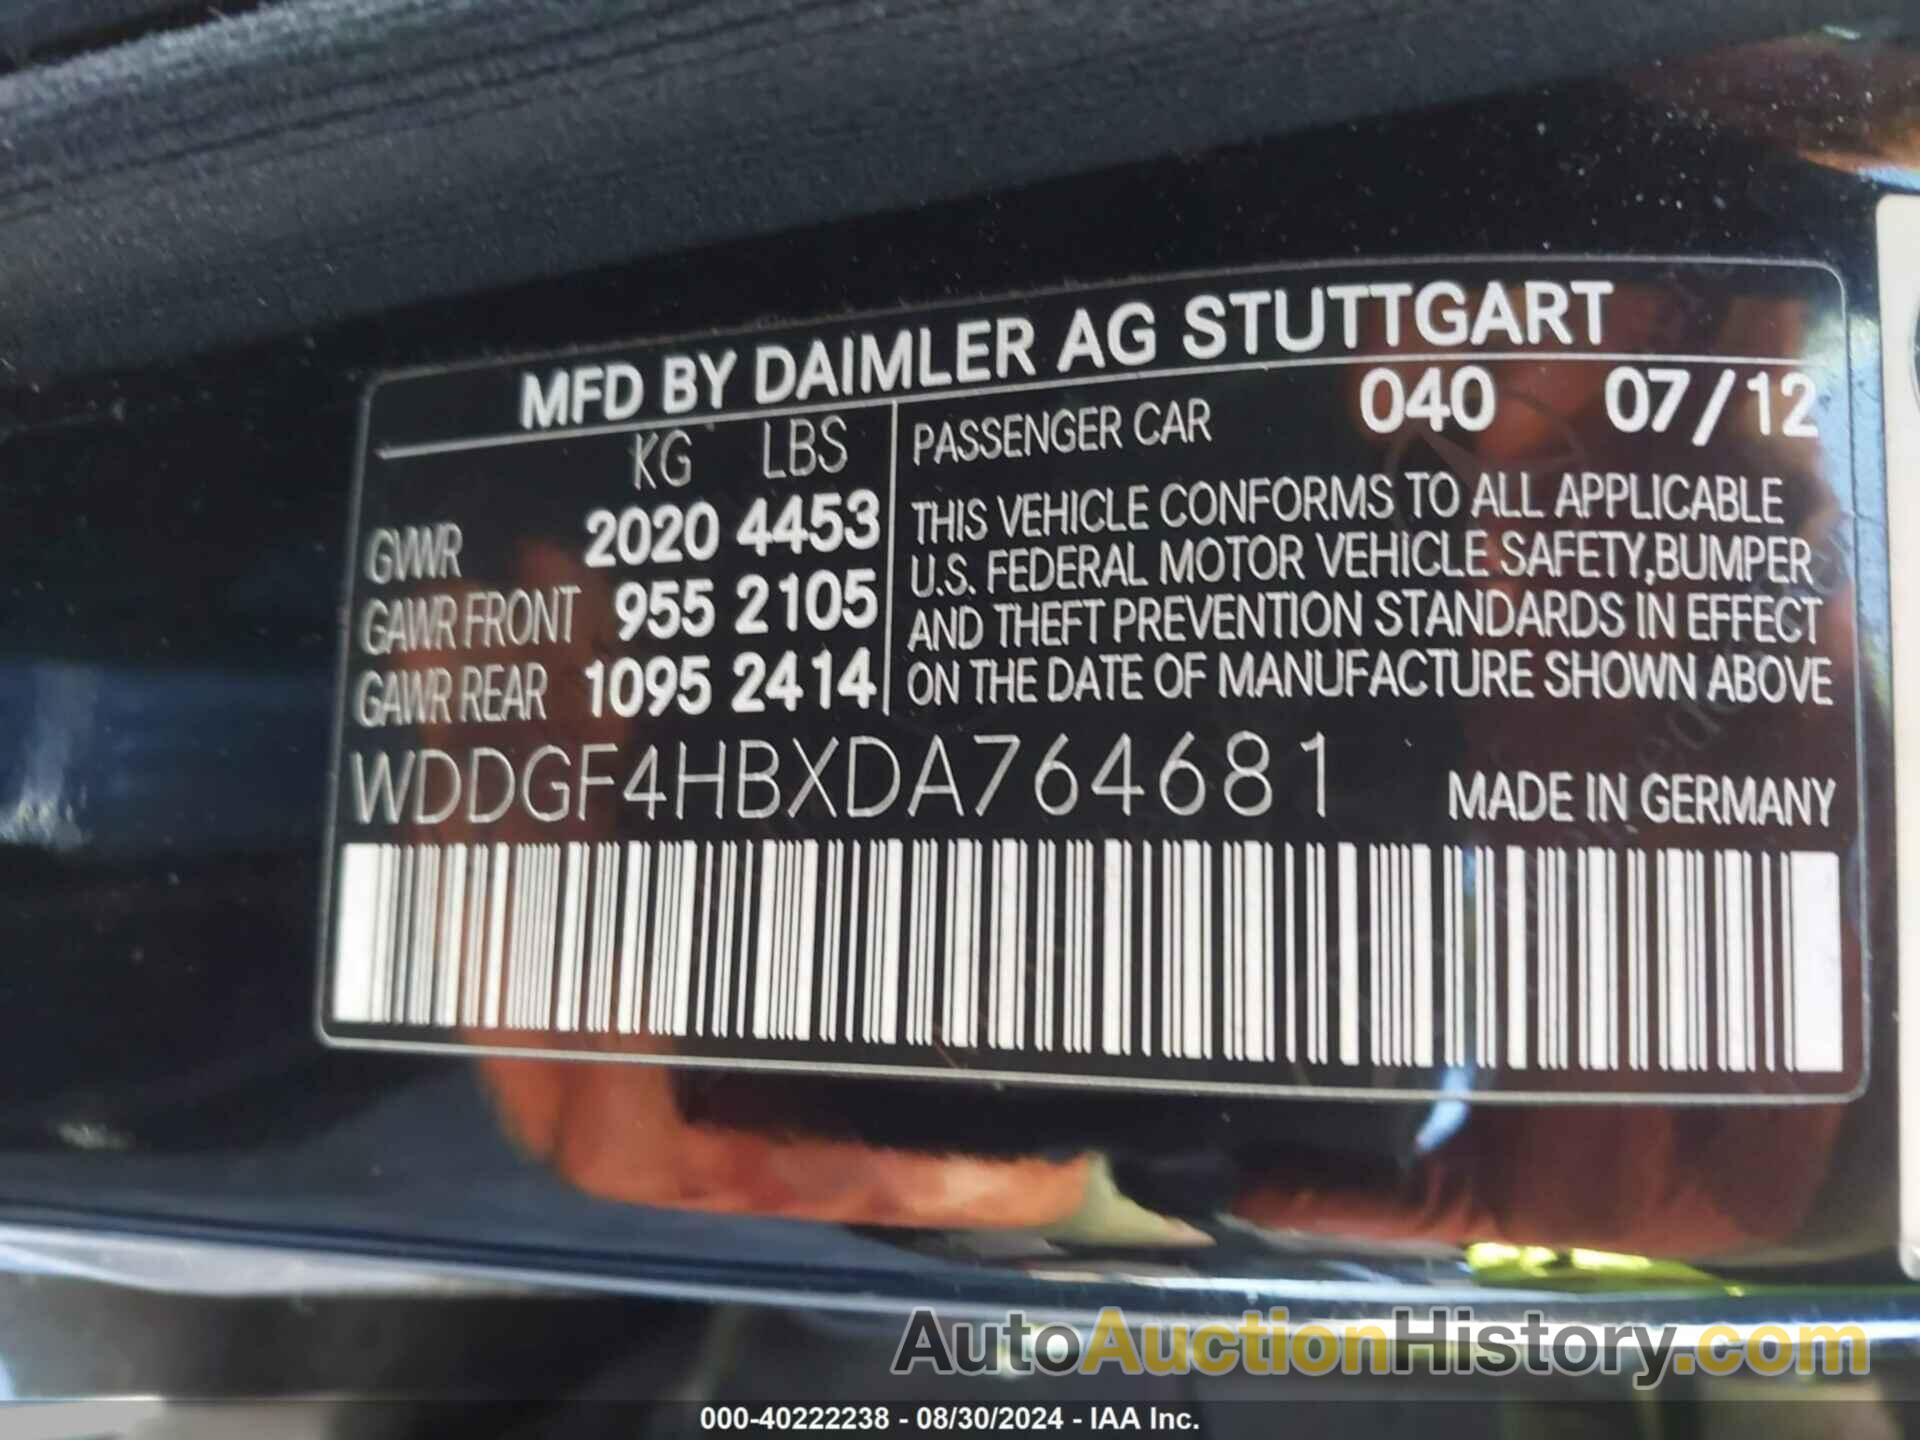 MFD BY DAIMLER AG STUTTGART
KG LBS
GVWR 2020 4453
GAWR FRONT 955 2105
GAWR REAR 1095 2414
PASSENGER CAR 040 07/12
THIS VEHICLE CONFORMS TO ALL APPLICABLE
U.S. FEDERAL MOTOR VEHICLE SAFETY,BUMPER
AND THEFT PREVENTION STANDARDS IN EFFECT
ON THE DATE OF MANUFACTURE SHOWN ABOVE
WDDGF4HBXDA764681 MADE IN GERMANY
AutoAuctionHistory.com
000-40222238 - 08/30/2024 - IAA Inc.